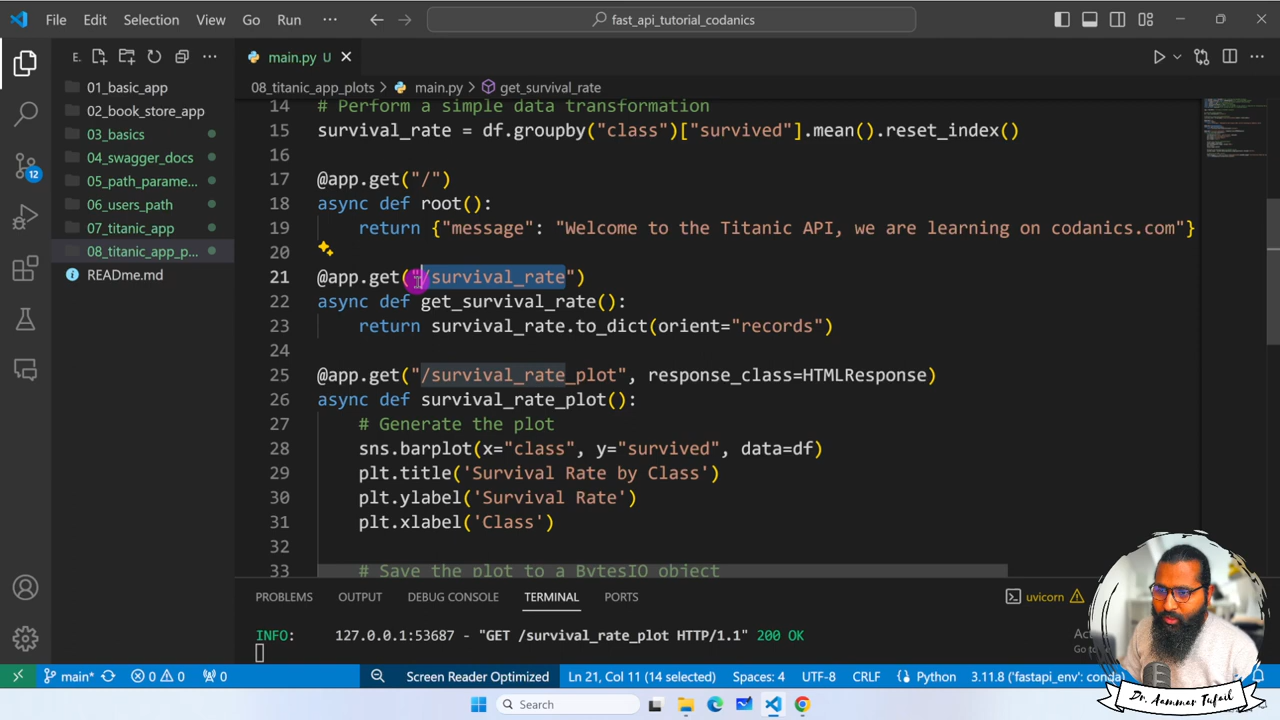 File Edit Selection View Go Run ··· fast_api_tutorial_codanics
E. main.py U
01_basic_app
02_book_store_app
03_basics
04_swagger_docs
05_path_parame...
06_users_path
07_titanic_app
08_titanic_app_p...
READme.md
12
08_titanic_app_plots > main.py > get_survival_rate
14 # Perform a simple data transformation
15 survival_rate = df.groupby("class")["survived"].mean().reset_index()
16
17 @app.get("/")
18 async def root():
19 return {"message": "Welcome to the Titanic API, we are learning on codanics.com"}
20
21 @app.get("/survival_rate")
22 async def get_survival_rate():
23 return survival_rate.to_dict(orient="records")
24
25 @app.get("/survival_rate_plot", response_class=HTMLResponse)
26 async def survival_rate_plot():
27 # Generate the plot
28 sns.barplot(x="class", y="survived", data=df)
29 plt.title('Survival Rate by Class')
30 plt.ylabel('Survival Rate')
31 plt.xlabel('Class')
32
33 # Save the plot to a BytesIO object
PROBLEMS OUTPUT DEBUG CONSOLE TERMINAL PORTS uvicorn
INFO: 127.0.0.1:53687 - "GET /survival_rate_plot HTTP/1.1" 200 OK
main* 0 0 0 Screen Reader Optimized Ln 21, Col 11 (14 selected) Spaces: 4 UTF-8 CRLF Python 3.11.8 ('fastapi_env': conda)
Search
Dr. Aammar Tufail